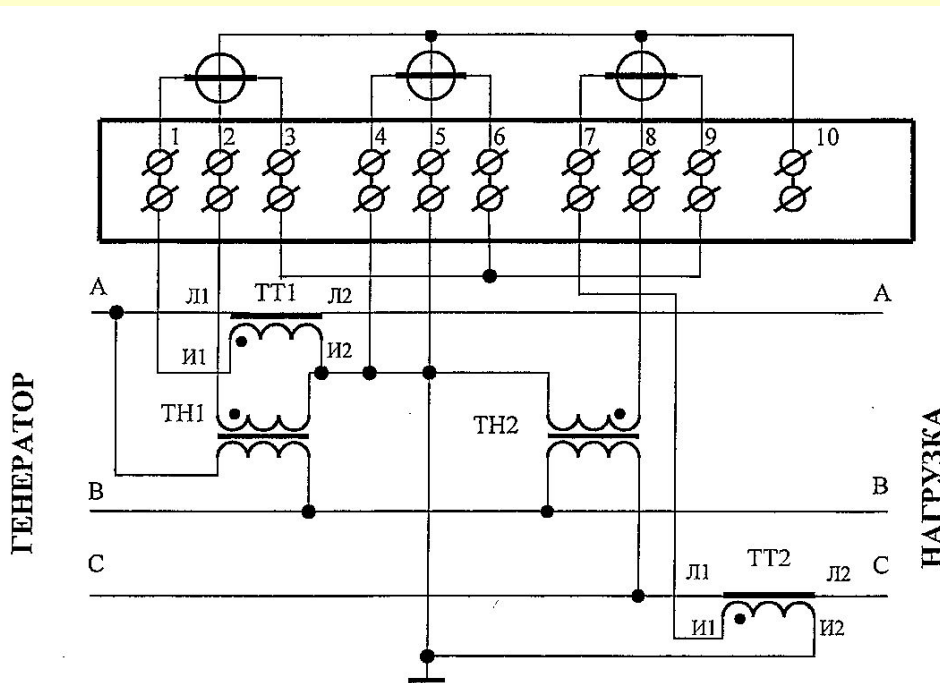 1 2 3 4 5 6 7 8 9 10
А Л1 ТТ1 Л2 А
И1 И2
ТН1 ТН2
ГЕНЕРАТОР
НАГРУЗКА
В В
С Л1 ТТ2 Л2 С
И1 И2